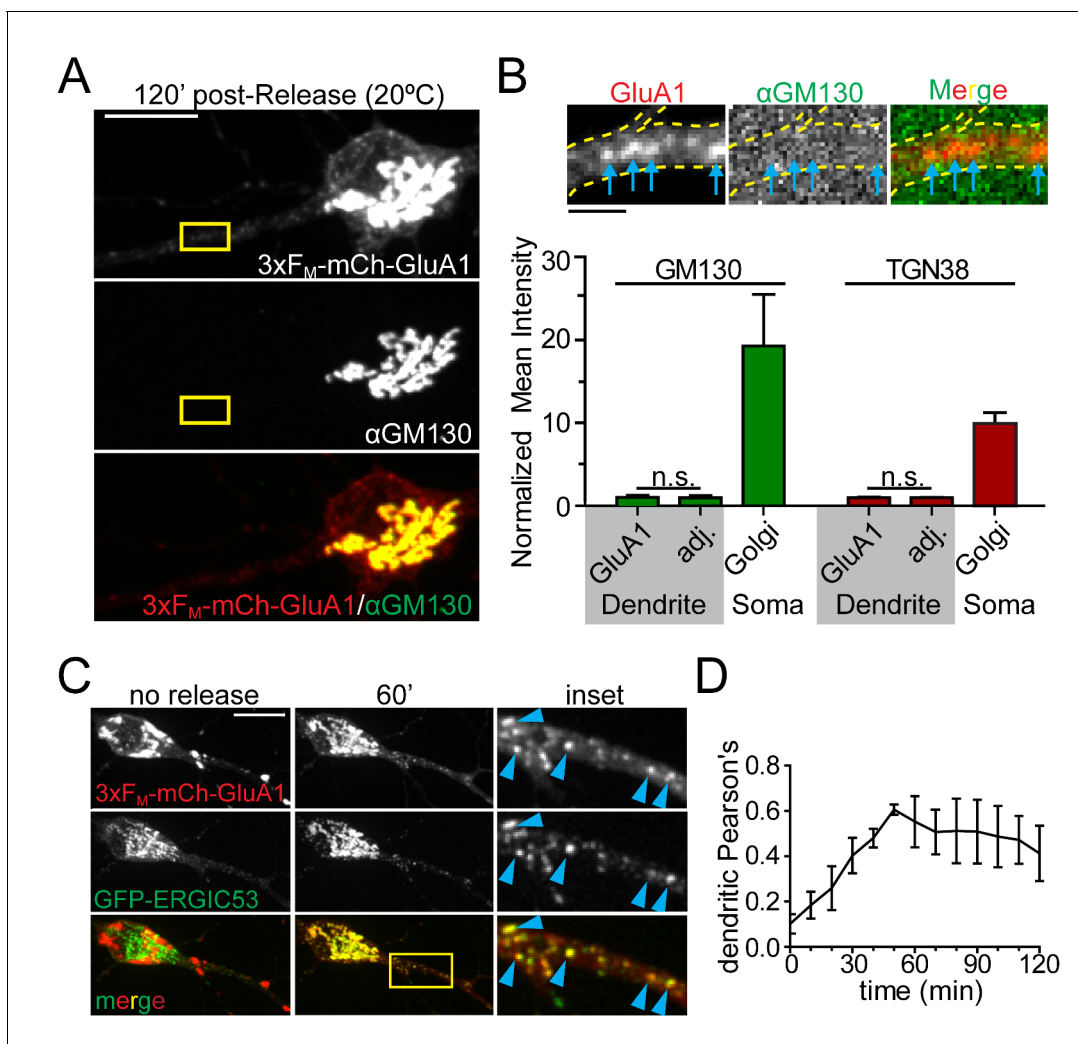 A
120' post-Release (20ºC)
3xFM-mCh-GluA1
αGM130
3xFM-mCh-GluA1/αGM130
B
GluA1
αGM130
Merge
Normalized Mean Intensity
30
20
10
0
GM130
TGN38
n.s.
n.s.
GluA1
adj.
Golgi
GluA1
adj.
Golgi
Dendrite
Soma
Dendrite
Soma
C
no release
60'
inset
3xFM-mCh-GluA1
GFP-ERGIC53
merge
D
dendritic Pearson's
0.8
0.6
0.4
0.2
0.0
0
30
60
90
120
time (min)